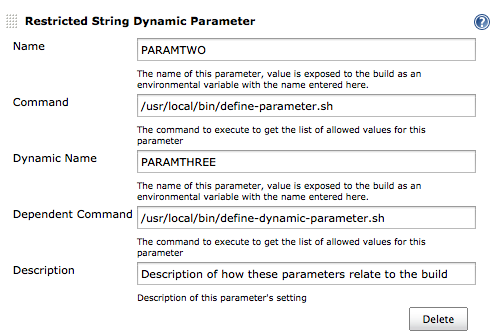 Restricted String Dynamic Parameter
Name
PARAMTWO
The name of this parameter, value is exposed to the build as an
environmental variable with the name entered here.
Command
/usr/local/bin/define-parameter.sh
The command to execute to get the list of allowed values for this
parameter
Dynamic Name
PARAMTHREE
The name of this parameter, value is exposed to the build as an
environmental variable with the name entered here.
Dependent Command
/usr/local/bin/define-dynamic-parameter.sh
The command to execute to get the list of allowed values for this
parameter
Description
Description of how these parameters relate to the build
Description of this parameter's setting
Delete